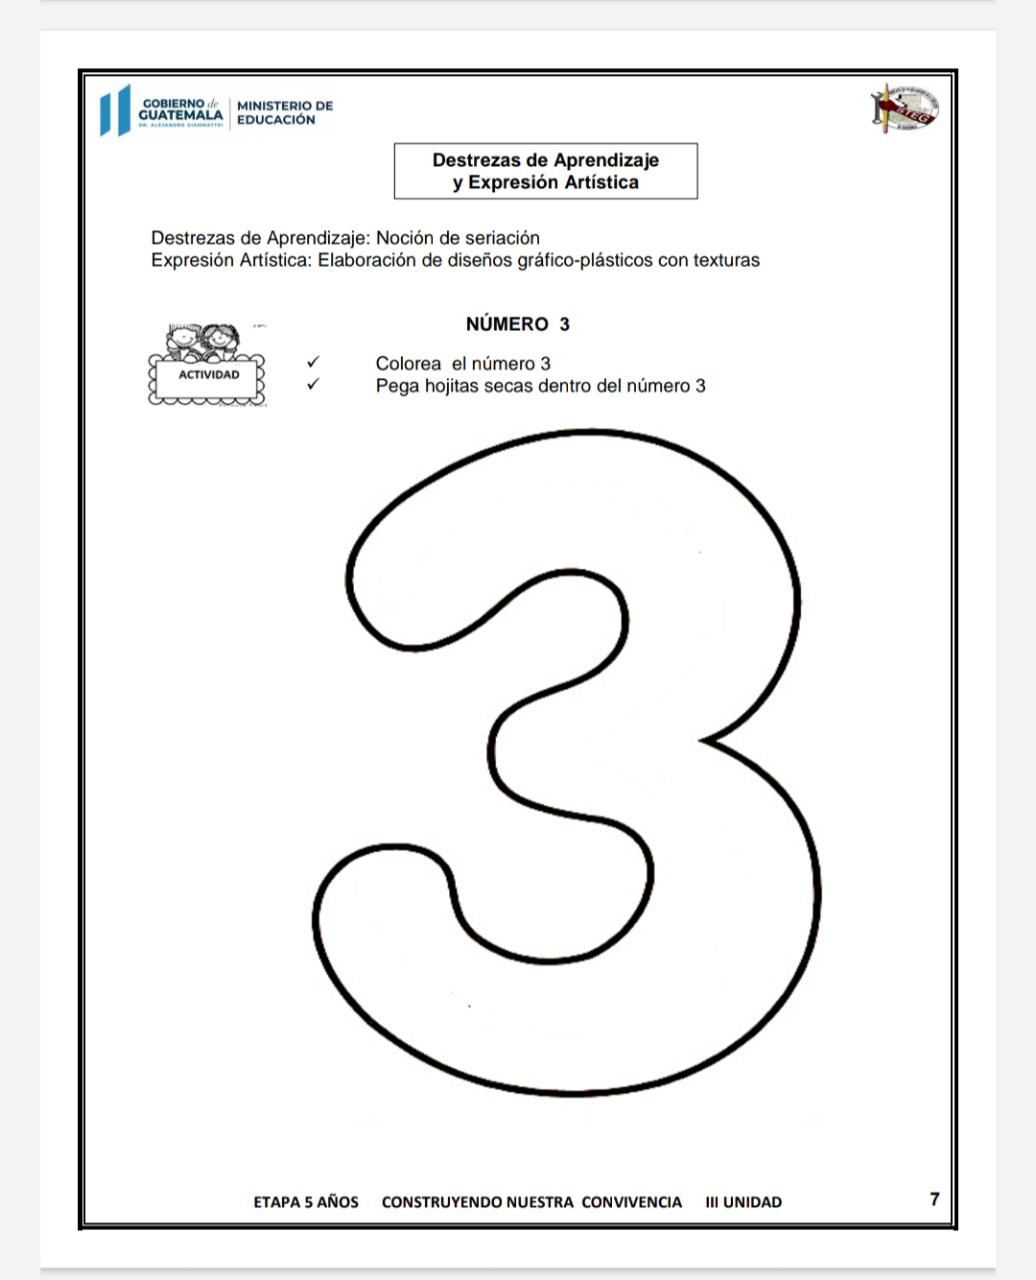 GOBIERNO de
GUATEMALA
DR. ALEJANDRO GIAMMATTEI
MINISTERIO DE
EDUCACIÓN
STEG
Destrezas de Aprendizaje
y Expresión Artística
Destrezas de Aprendizaje: Noción de seriación
Expresión Artística: Elaboración de diseños gráfico-plásticos con texturas
NÚMERO 3
ACTIVIDAD
✓ Colorea el número 3
✓ Pega hojitas secas dentro del número 3
3
ETAPA 5 AÑOS CONSTRUYENDO NUESTRA CONVIVENCIA III UNIDAD
7